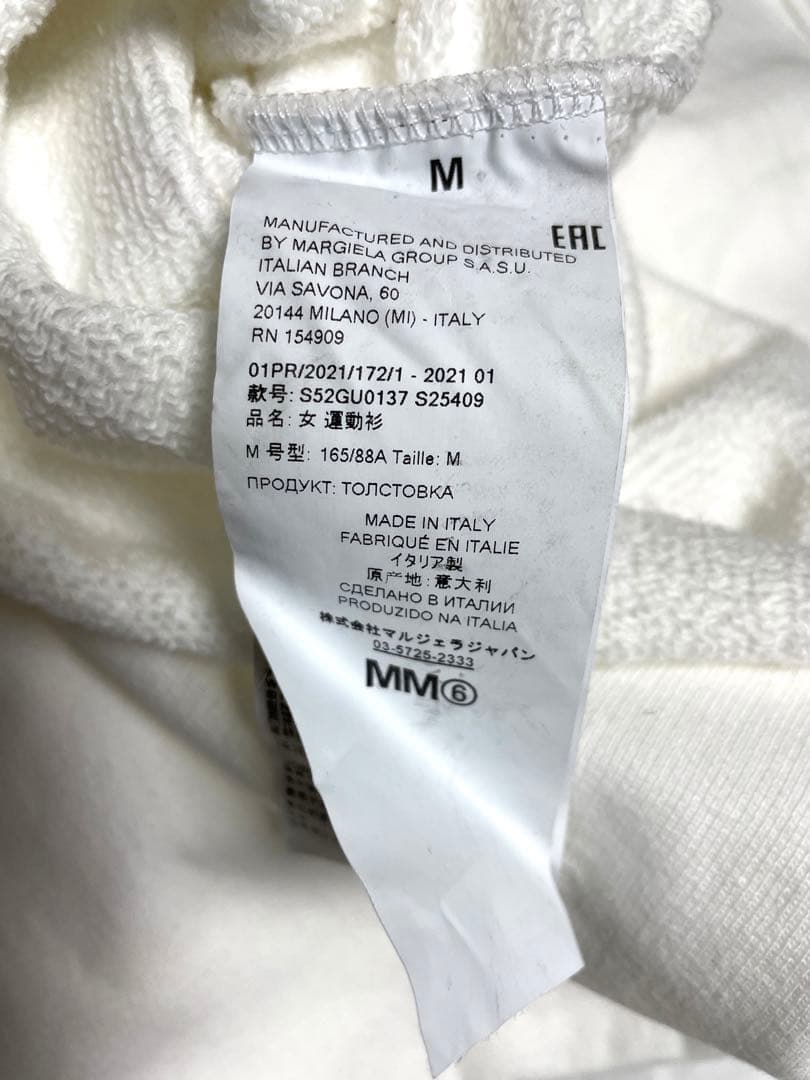 M
EAC
MANUFACTURED AND DISTRIBUTED
BY MARGIELA GROUP S.A.S.U.
ITALIAN BRANCH
VIA SAVONA, 60
20144 MILANO (MI) - ITALY
RN 154909
01PR/2021/172/1 - 2021 01
款号: S52GU0137 S25409
品名: 女 運動衫
M 号型: 165/88A Taille: M
ПРОДУКТ: ТОЛСТОВКА
MADE IN ITALY
FABRIQUÉ EN ITALIE
イタリア製
原产地: 意大利
СДЕЛАНО В ИТАЛИИ
PRODUZIDO NA ITALIA
株式会社マルジェラジャパン
03-5725-2333
MM⑥